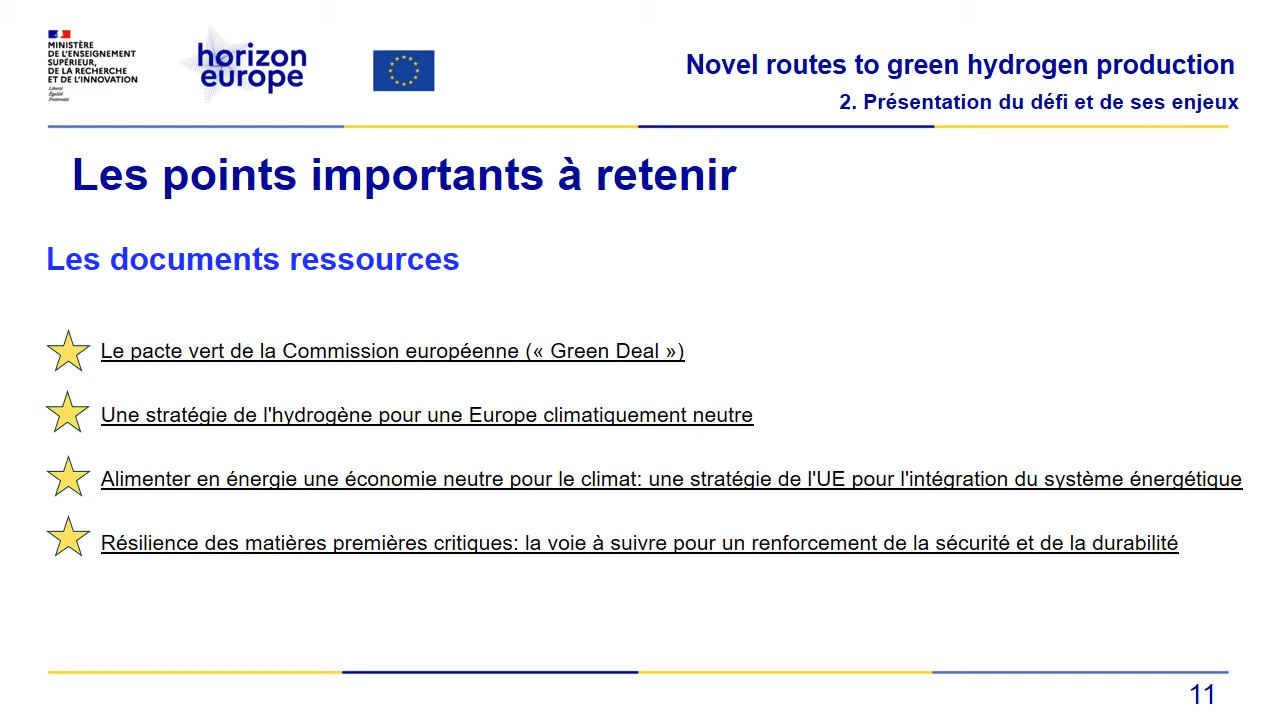 MINISTÈRE
DE L'ENSEIGNEMENT
SUPÉRIEUR,
DE LA RECHERCHE
ET DE L'INNOVATION
Liberté
Égalité
Fraternité
horizon
europe
Novel routes to green hydrogen production
2. Présentation du défi et de ses enjeux
Les points importants à retenir
Les documents ressources
Le pacte vert de la Commission européenne (« Green Deal »)
Une stratégie de l'hydrogène pour une Europe climatiquement neutre
Alimenter en énergie une économie neutre pour le climat: une stratégie de l'UE pour l'intégration du système énergétique
Résilience des matières premières critiques: la voie à suivre pour un renforcement de la sécurité et de la durabilité
11